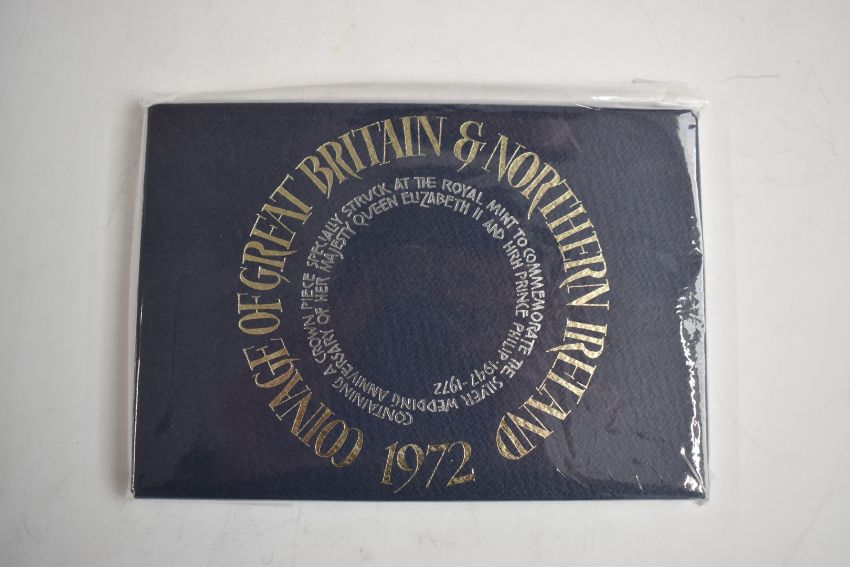 COINAGE OF GREAT BRITAIN & NORTHERN IRELAND
1972
CONTAINING A CROWN PIECE SPECIALLY STRUCK AT THE ROYAL MINT TO COMMEMORATE THE SILVER WEDDING
ANNIVERSARY OF HER MAJESTY QUEEN ELIZABETH II AND HRH PRINCE PHILIP · 1947-1972